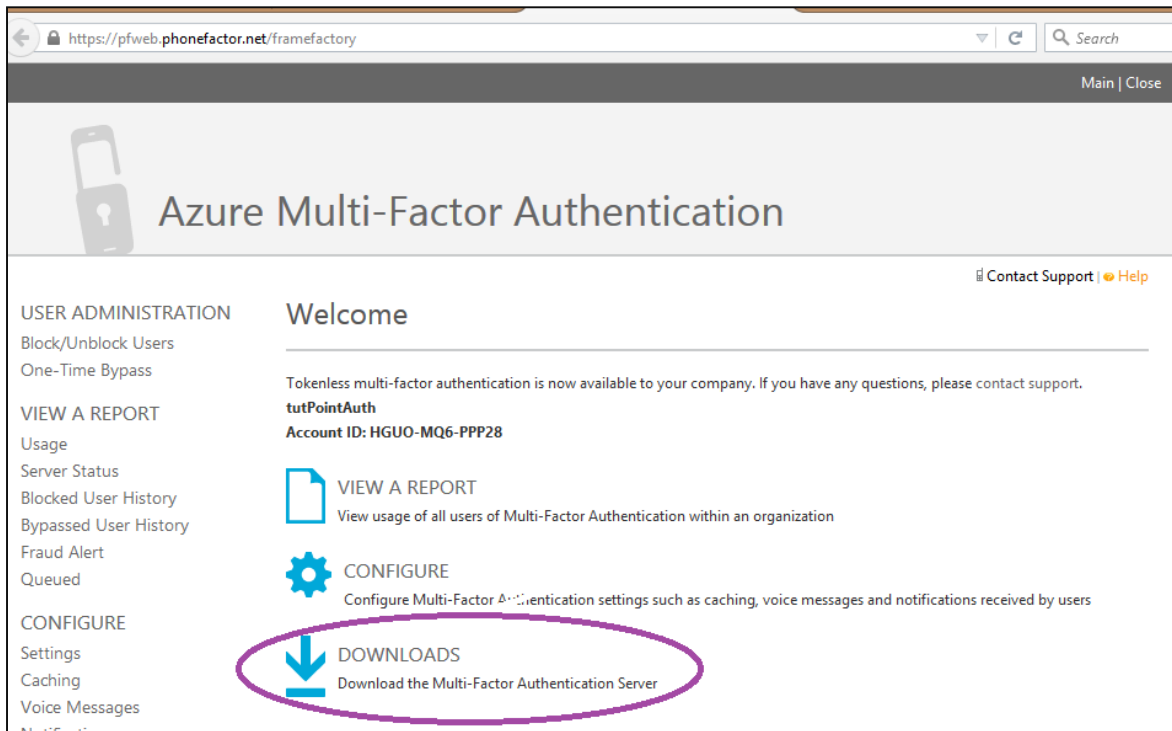 https://pfweb.phonefactor.net/framefactory
Search
Main | Close
Azure Multi-Factor Authentication
Contact Support | Help
USER ADMINISTRATION
Block/Unblock Users
One-Time Bypass
VIEW A REPORT
Usage
Server Status
Blocked User History
Bypassed User History
Fraud Alert
Queued
CONFIGURE
Settings
Caching
Voice Messages
Welcome
Tokenless multi-factor authentication is now available to your company. If you have any questions, please contact support.
tutPointAuth
Account ID: HGUO-MQ6-PPP28
VIEW A REPORT
View usage of all users of Multi-Factor Authentication within an organization
CONFIGURE
Configure Multi-Factor Authentication settings such as caching, voice messages and notifications received by users
DOWNLOADS
Download the Multi-Factor Authentication Server